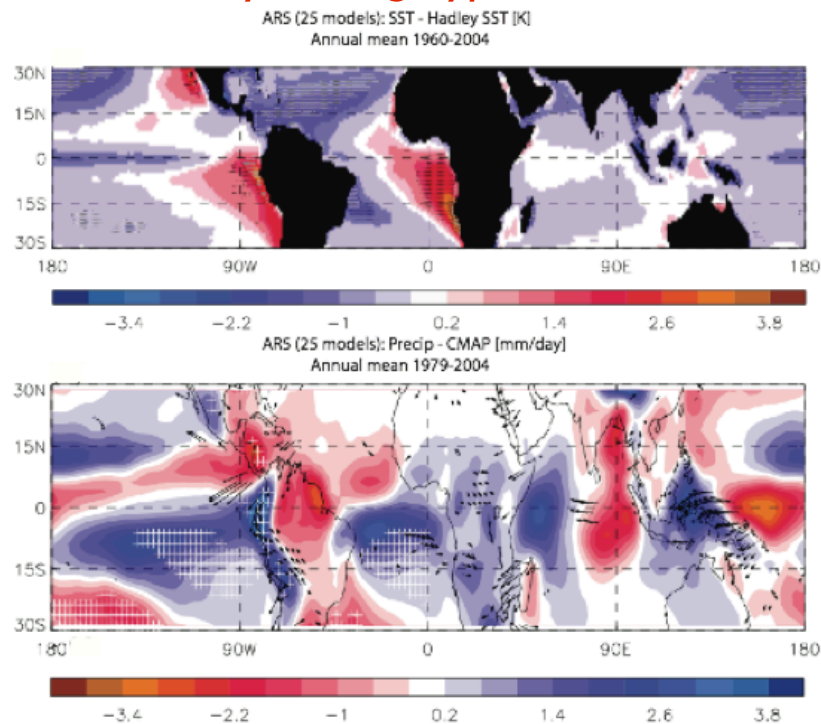 ARS (25 models): SST - Hadley SST [K]
Annual mean 1960-2004
30N
15N
0
15S
30S
180 90W 0 90E 180
-3.4 -2.2 -1 0.2 1.4 2.6 3.8
ARS (25 models): Precip - CMAP [mm/day]
Annual mean 1979-2004
30N
15N
0
15S
30S
180 90W 0 90E 180
-3.4 -2.2 -1 0.2 1.4 2.6 3.8